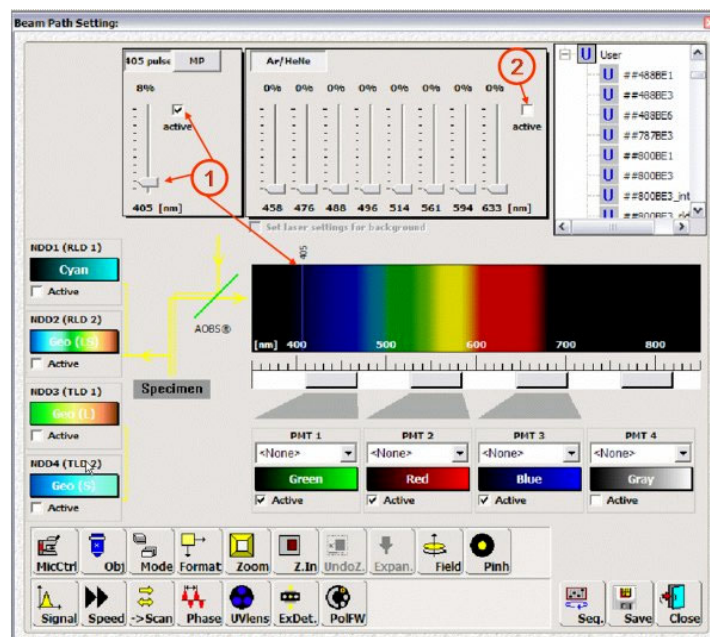 Beam Path Setting:
405 pulse MP
8%
active
405 [nm]
1
Ar/HeNe
0% 0% 0% 0% 0% 0% 0% 0%
2
active
458 476 488 496 514 561 594 633 [nm]
Set laser settings for background
User
##488BE1
##488BE3
##488BE6
##787BE3
##800BE1
##800BE3
##800BE3_int
NDD1 (RLD 1)
Cyan
Active
NDD2 (RLD 2)
Geo (LS)
Active
NDD3 (TLD 1)
Geo (L)
Active
NDD4 (TLD 2)
Geo (S)
Active
AOBS®
Specimen
405
[nm] 400 500 600 700 800
PMT 1 PMT 2 PMT 3 PMT 4
<None> <None> <None> <None>
Green Red Blue Gray
Active Active Active Active
MicCtrl Obj Mode Format Zoom Z.In UndoZ. Expan. Field Pinh
Signal Speed ->Scan Phase UVlens ExDet. PolFW
Seq. Save Close